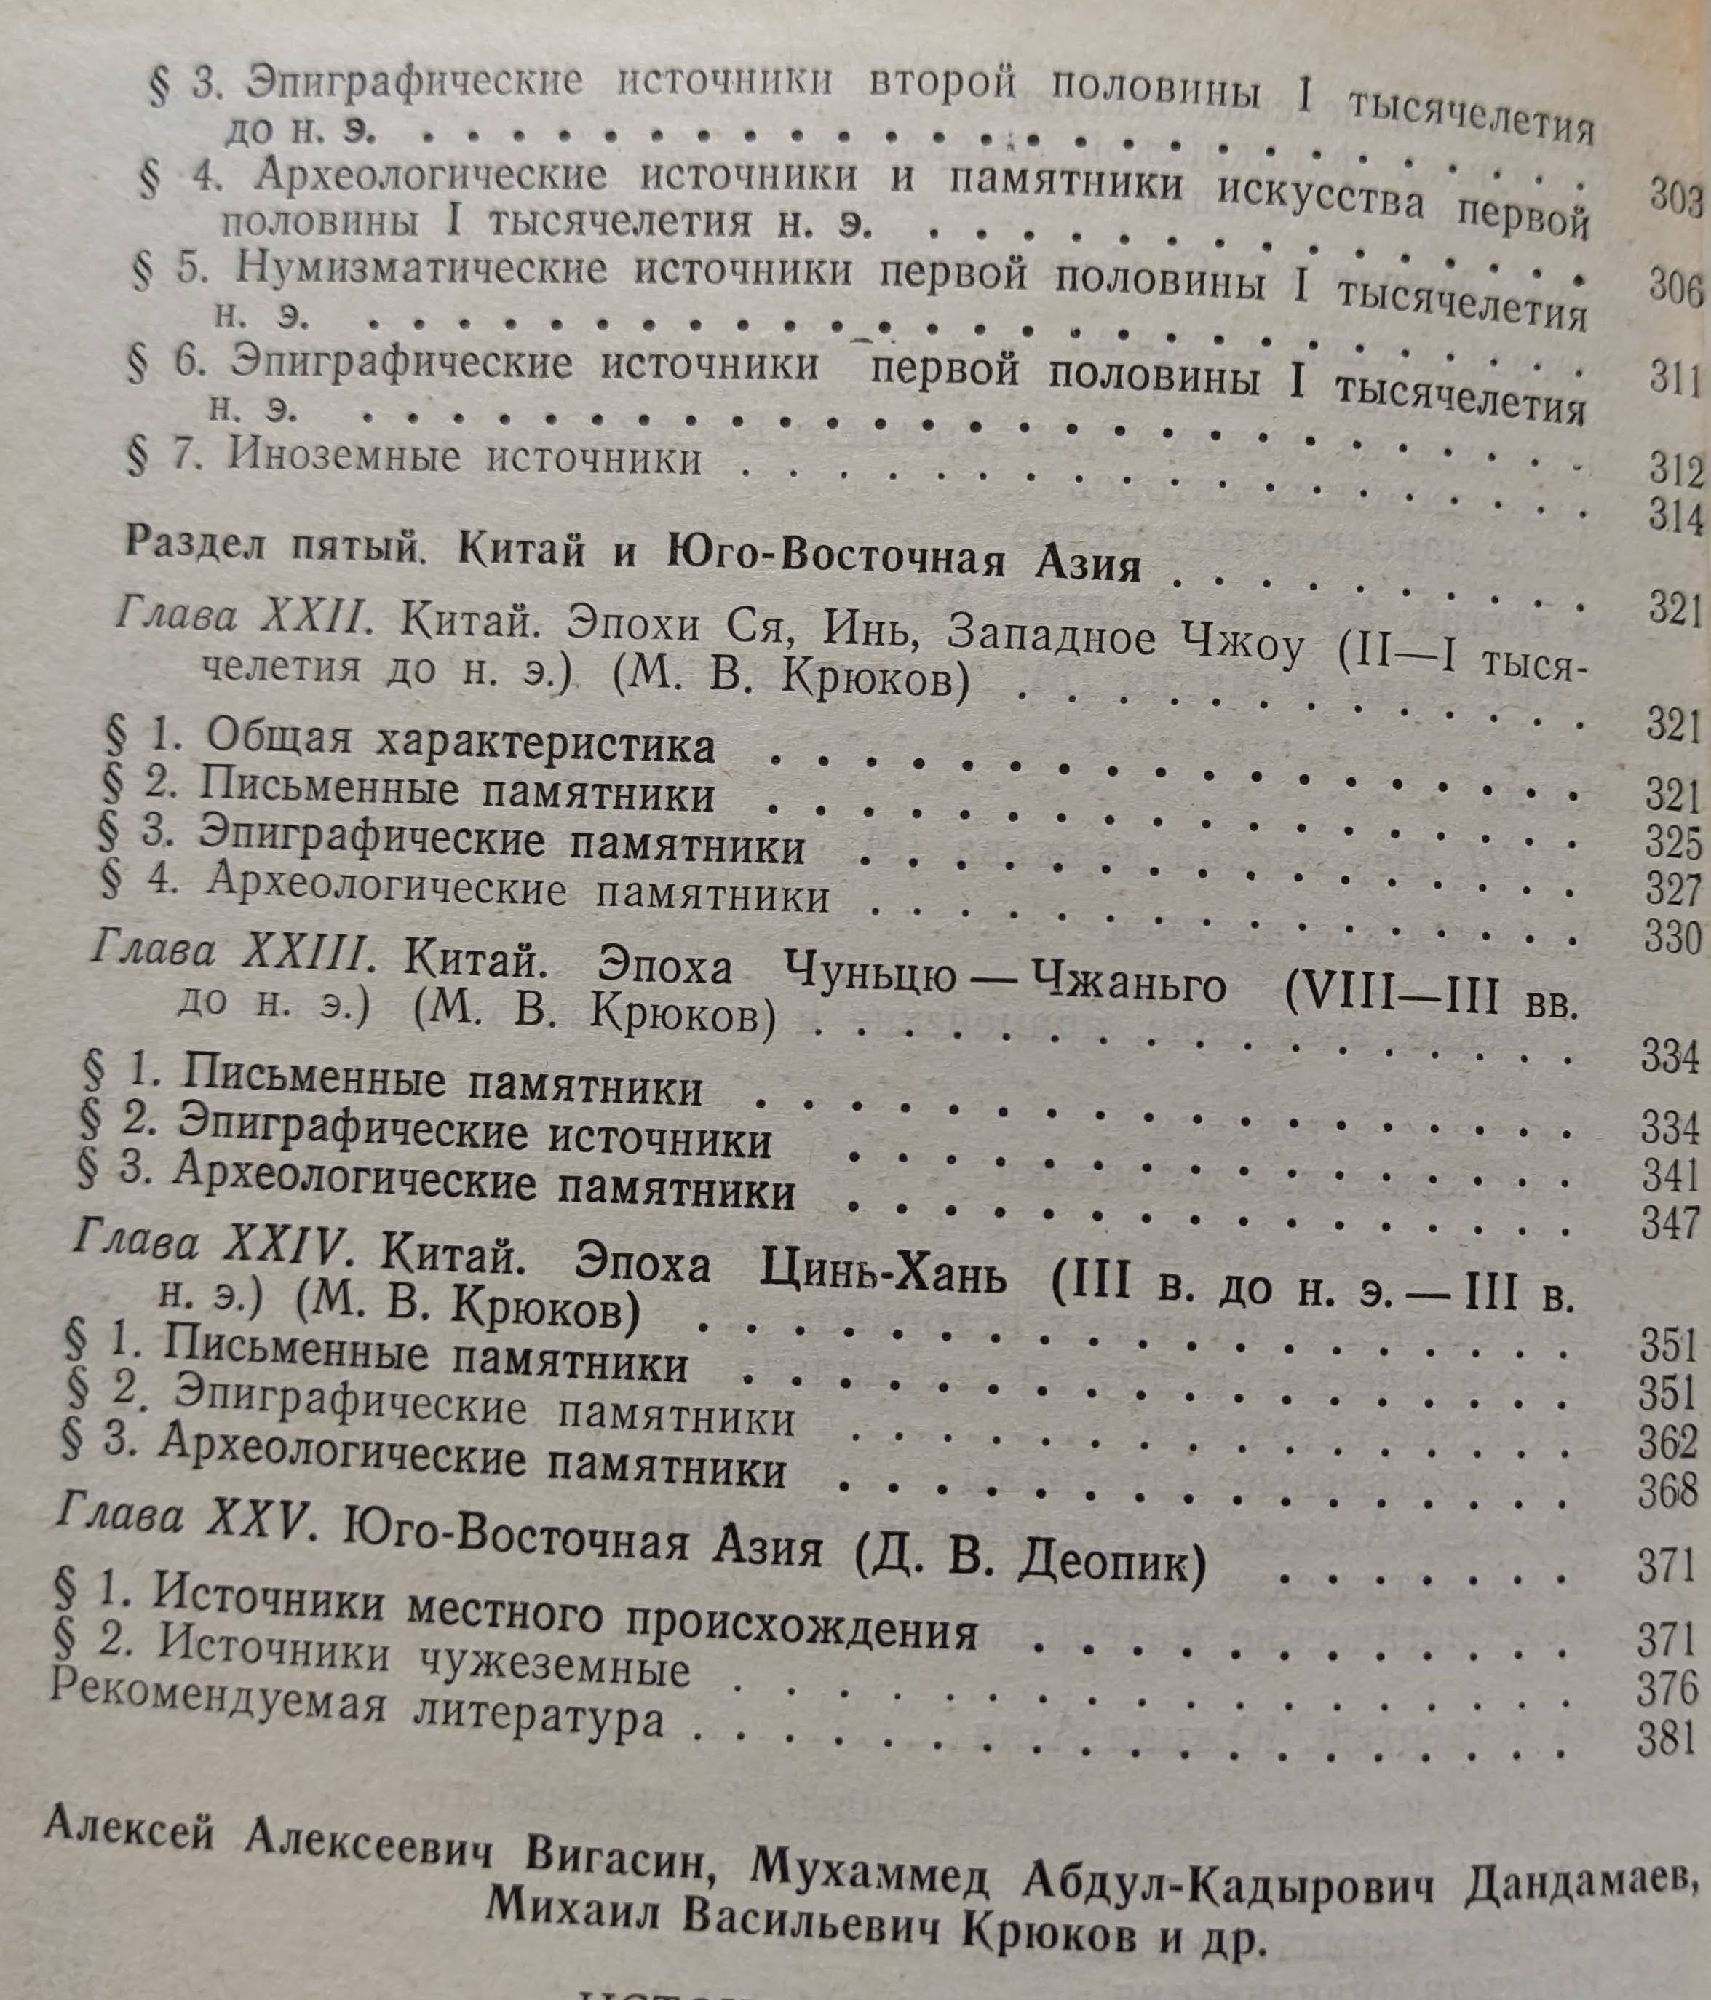 § 3. Эпиграфические источники второй половины I тысячелетия
до н. э. . . . . . . . . . . . . . . . . . . . . . . . . . 303
§ 4. Археологические источники и памятники искусства первой
половины I тысячелетия н. э. . . . . . . . . . . . . . . . 306
§ 5. Нумизматические источники первой половины I тысячелетия
н. э. . . . . . . . . . . . . . . . . . . . . . . . . . . 311
§ 6. Эпиграфические источники первой половины I тысячелетия
н. э. . . . . . . . . . . . . . . . . . . . . . . . . . . 312
§ 7. Иноземные источники . . . . . . . . . . . . . . . . . . 314
Раздел пятый. Китай и Юго-Восточная Азия . . . . . . . . . . 321
Глава XXII. Китай. Эпохи Ся, Инь, Западное Чжоу (II—I тыся-
челетия до н. э.) (М. В. Крюков) . . . . . . . . . . . . . 321
§ 1. Общая характеристика . . . . . . . . . . . . . . . . . . 321
§ 2. Письменные памятники . . . . . . . . . . . . . . . . . . 325
§ 3. Эпиграфические памятники . . . . . . . . . . . . . . . . 327
§ 4. Археологические памятники . . . . . . . . . . . . . . . . 330
Глава XXIII. Китай. Эпоха Чуньцю — Чжаньго (VIII—III вв.
до н. э.) (М. В. Крюков) . . . . . . . . . . . . . . . . . 334
§ 1. Письменные памятники . . . . . . . . . . . . . . . . . . 334
§ 2. Эпиграфические источники . . . . . . . . . . . . . . . . 341
§ 3. Археологические памятники . . . . . . . . . . . . . . . . 347
Глава XXIV. Китай. Эпоха Цинь-Хань (III в. до н. э. — III в.
н. э.) (М. В. Крюков) . . . . . . . . . . . . . . . . . . . 351
§ 1. Письменные памятники . . . . . . . . . . . . . . . . . . 351
§ 2. Эпиграфические памятники . . . . . . . . . . . . . . . . 362
§ 3. Археологические памятники . . . . . . . . . . . . . . . . 368
Глава XXV. Юго-Восточная Азия (Д. В. Деопик) . . . . . . . 371
§ 1. Источники местного происхождения . . . . . . . . . . . . 371
§ 2. Источники чужеземные . . . . . . . . . . . . . . . . . . 376
Рекомендуемая литература . . . . . . . . . . . . . . . . . . 381
Алексей Алексеевич Вигасин, Мухаммед Абдул-Кадырович Дандамаев,
Михаил Васильевич Крюков и др.